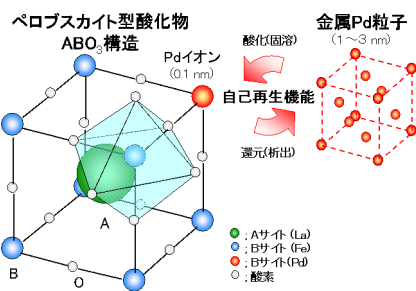 ペロブスカイト型酸化物
ABO3構造
Pdイオン
(0.1 nm)
酸化(固溶)
自己再生機能
還元(析出)
金属Pd粒子
(1～3 nm)
A
B
O
;Aサイト(La)
;Bサイト(Fe)
;Bサイト(Pd)
;酸素